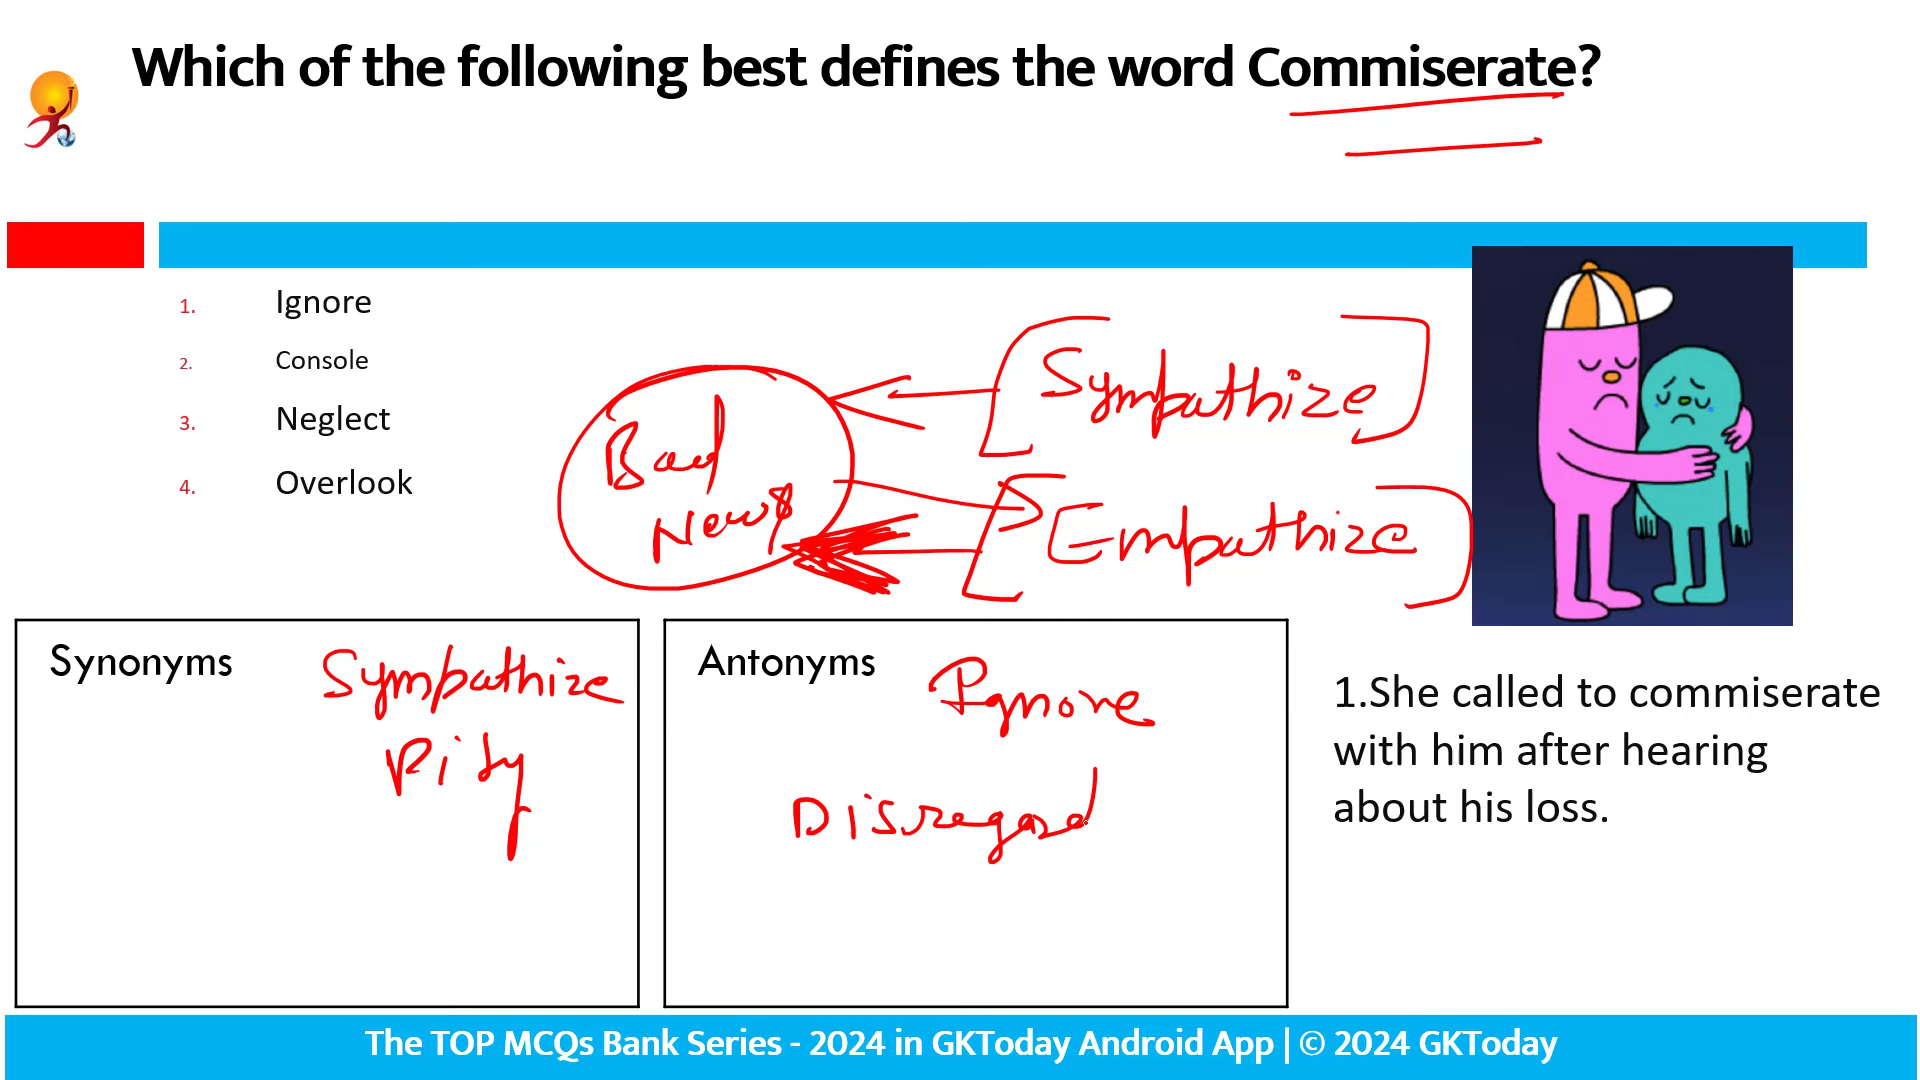 Which of the following best defines the word Commiserate?
1. Ignore
2. Console
3. Neglect
4. Overlook
Bad
News
Sympathize
Empathize
Synonyms
Sympathize
Pity
Antonyms
Ignore
Disregard
1.She called to commiserate
with him after hearing
about his loss.
The TOP MCQs Bank Series - 2024 in GKToday Android App | © 2024 GKToday